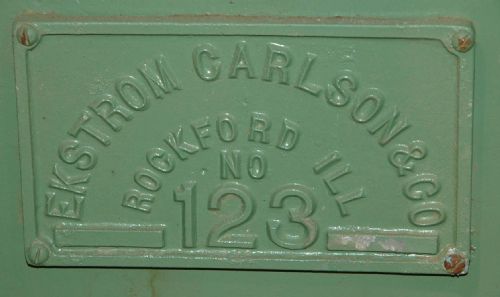 EKSTROM CARLSON & CO
ROCKFORD ILL
NO
123